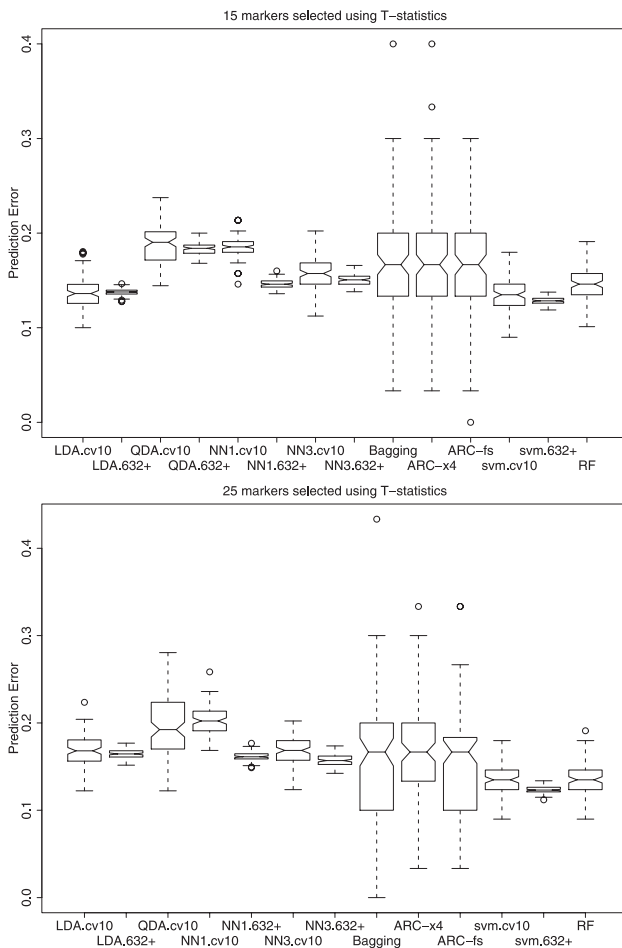 15 markers selected using T−statistics
0.4
0.3
0.2
0.1
0.0
Prediction Error
LDA.cv10 QDA.cv10 NN1.cv10 NN3.cv10 Bagging ARC−fs svm.632+
LDA.632+ QDA.632+ NN1.632+ NN3.632+ ARC−x4 svm.cv10 RF
25 markers selected using T−statistics
0.4
0.3
0.2
0.1
0.0
Prediction Error
LDA.cv10 QDA.cv10 NN1.632+ NN3.632+ ARC−x4 svm.cv10 RF
LDA.632+ NN1.cv10 NN3.cv10 Bagging ARC−fs svm.632+